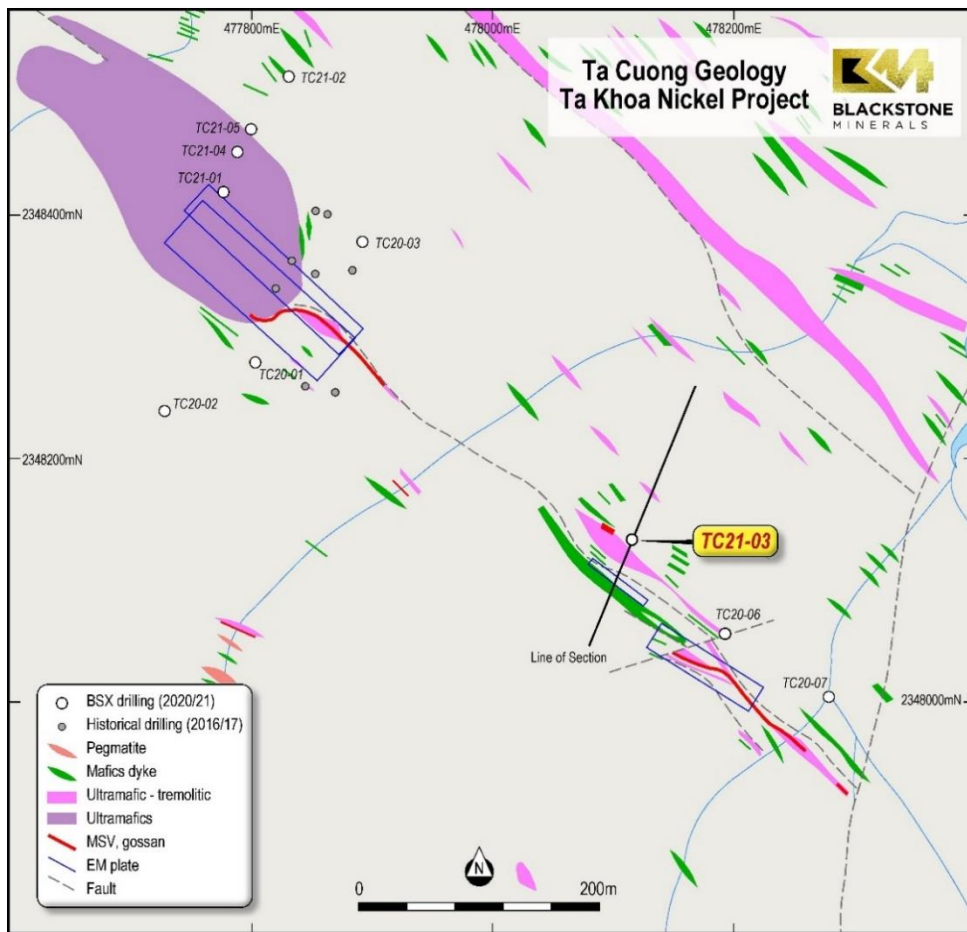 477800mE
478000mE
478200mE
Ta Cuong Geology
Ta Khoa Nickel Project
BLACKSTONE
MINERALS
TC21-02
TC21-05
TC21-04
TC21-01
2348400mN
TC20-03
TC20-01
TC20-02
2348200mN
TC21-03
TC20-06
Line of Section
TC20-07
2348000mN
BSX drilling (2020/21)
Historical drilling (2016/17)
Pegmatite
Mafics dyke
Ultramafic - tremolitic
Ultramafics
MSV, gossan
EM plate
Fault
N
0
200m